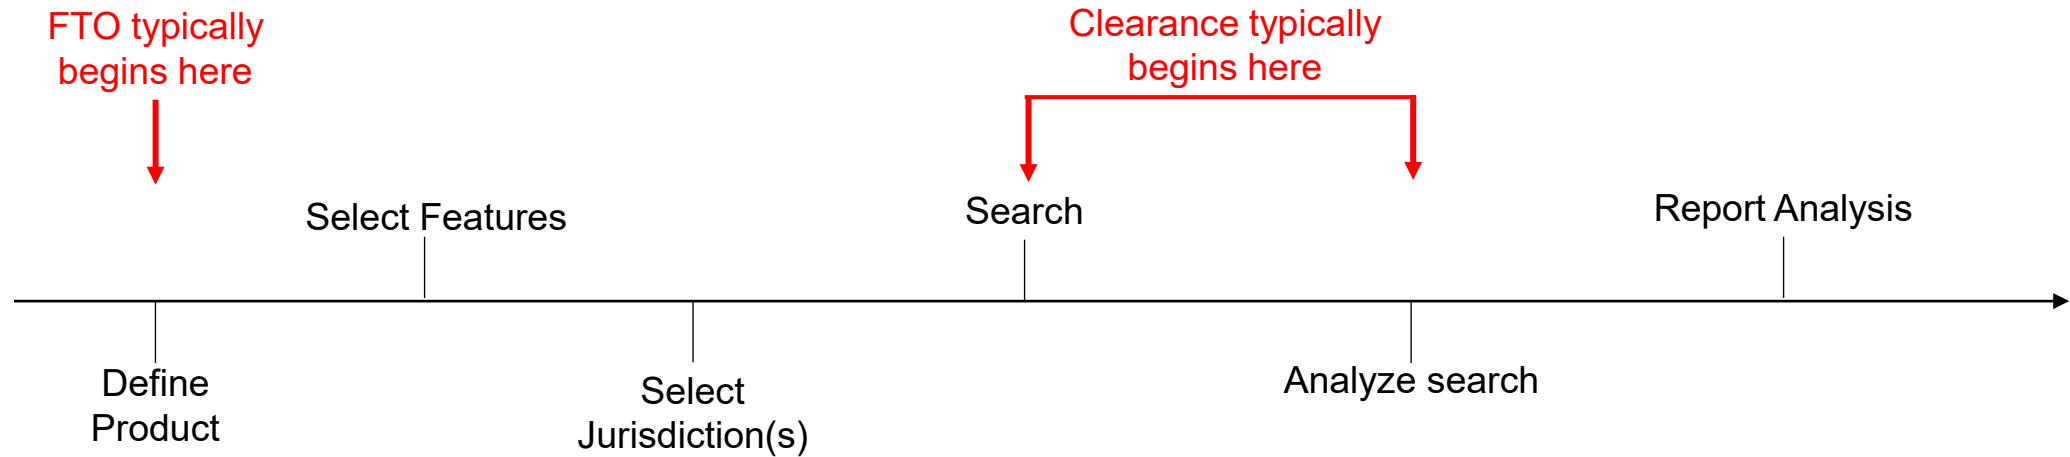 FTO typically
begins here
Clearance typically
begins here
Select Features
Search
Report Analysis
Define
Product
Select
Jurisdiction(s)
Analyze search